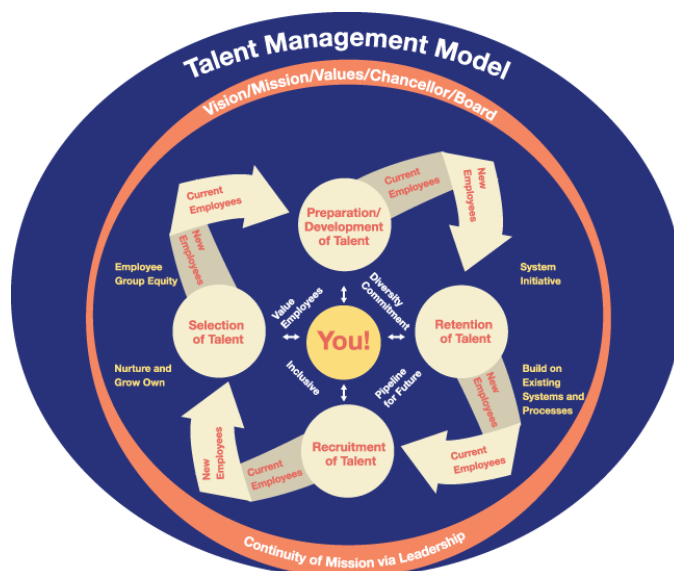 Talent Management Model
Vision/Mission/Values/Chancellor/Board
Current
Employees
New
Employees
Preparation/
Development
of Talent
Current
Employees
New
Employees
Employee
Group Equity
System
Initiative
Value
Employees
Diversity
Commitment
Selection
of Talent
You!
Retention
of Talent
Nurture and
Grow Own
Inclusive
Pipeline
for Future
Build on
Existing
Systems and
Processes
New
Employees
New
Employees
Current
Employees
Recruitment
of Talent
Current
Employees
Continuity of Mission via Leadership